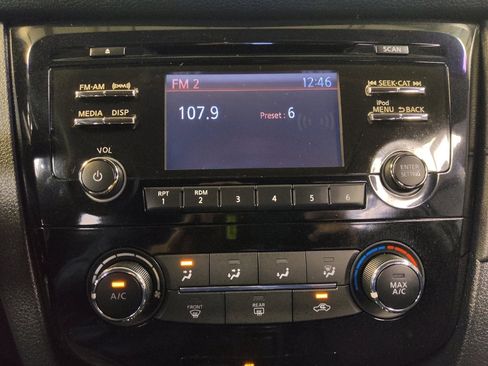 SCAN
FM 2 12:46
FM·AM
SEEK·CAT
107.9 Preset : 6
iPod
MEDIA DISP
MENU BACK
VOL
ENTER
SETTING
RPT
1
RDM
2
3
4
5
6
A/C
FRONT
REAR
MAX
A/C